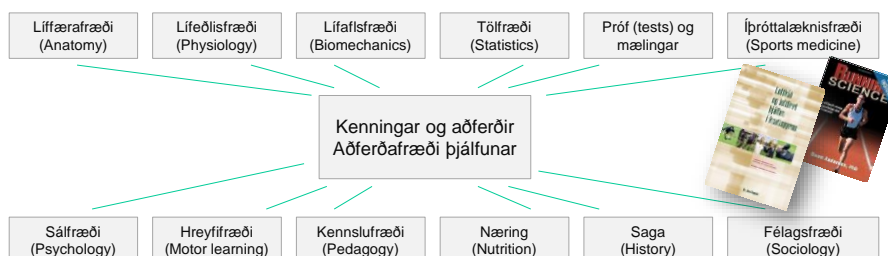 Líffærafræði
(Anatomy)
Lífeðlisfræði
(Physiology)
Lífaflsfræði
(Biomechanics)
Tölfræði
(Statistics)
Próf (tests) og
mælingar
Íþróttalæknisfræði
(Sports medicine)
Kenningar og aðferðir
Aðferðafræði þjálfunar
RUNNING
SCIENCE
Sálfræði
(Psychology)
Hreyfifræði
(Motor learning)
Kennslufræði
(Pedagogy)
Næring
(Nutrition)
Saga
(History)
Félagsfræði
(Sociology)